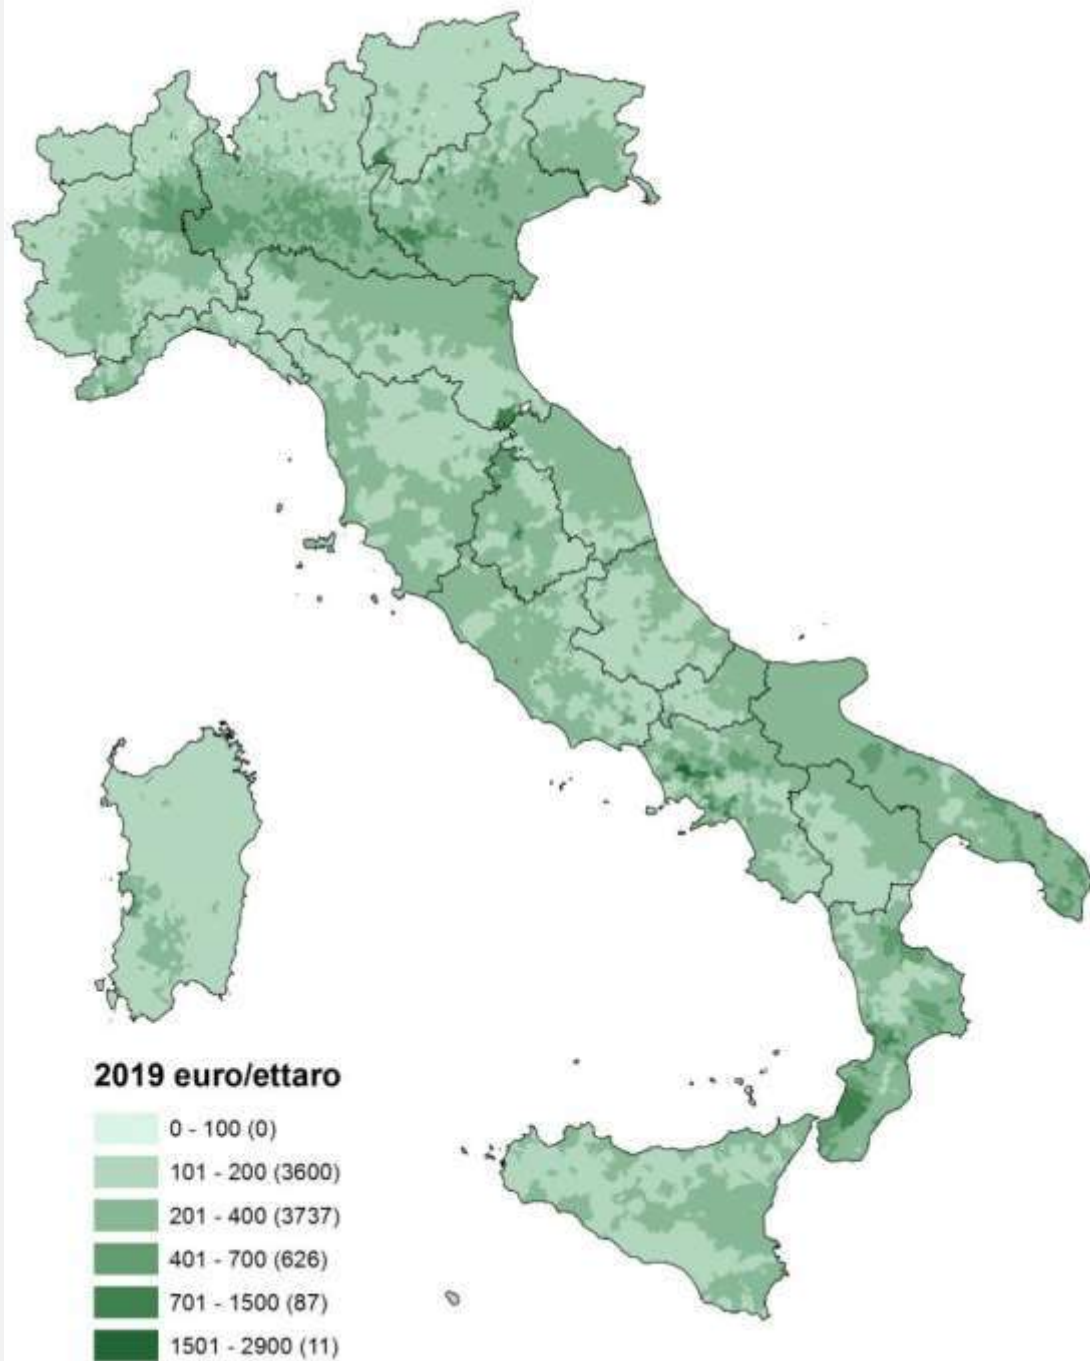 2019 euro/ettaro
0 - 100 (0)
101 - 200 (3600)
201 - 400 (3737)
401 - 700 (626)
701 - 1500 (87)
1501 - 2900 (11)